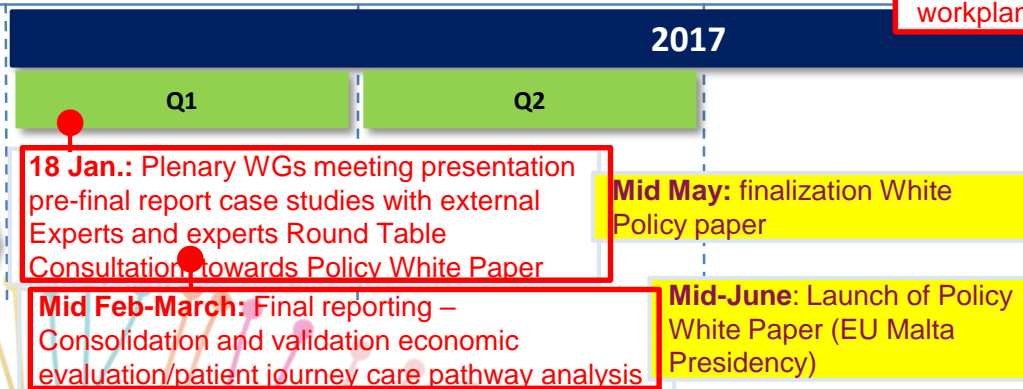 workplan
2017
Q1
Q2
18 Jan.: Plenary WGs meeting presentation
pre-final report case studies with external
Experts and experts Round Table
Consultation towards Policy White Paper
Mid May: finalization White
Policy paper
Mid Feb-March: Final reporting –
Consolidation and validation economic
evaluation/patient journey care pathway analysis
Mid-June: Launch of Policy
White Paper (EU Malta
Presidency)